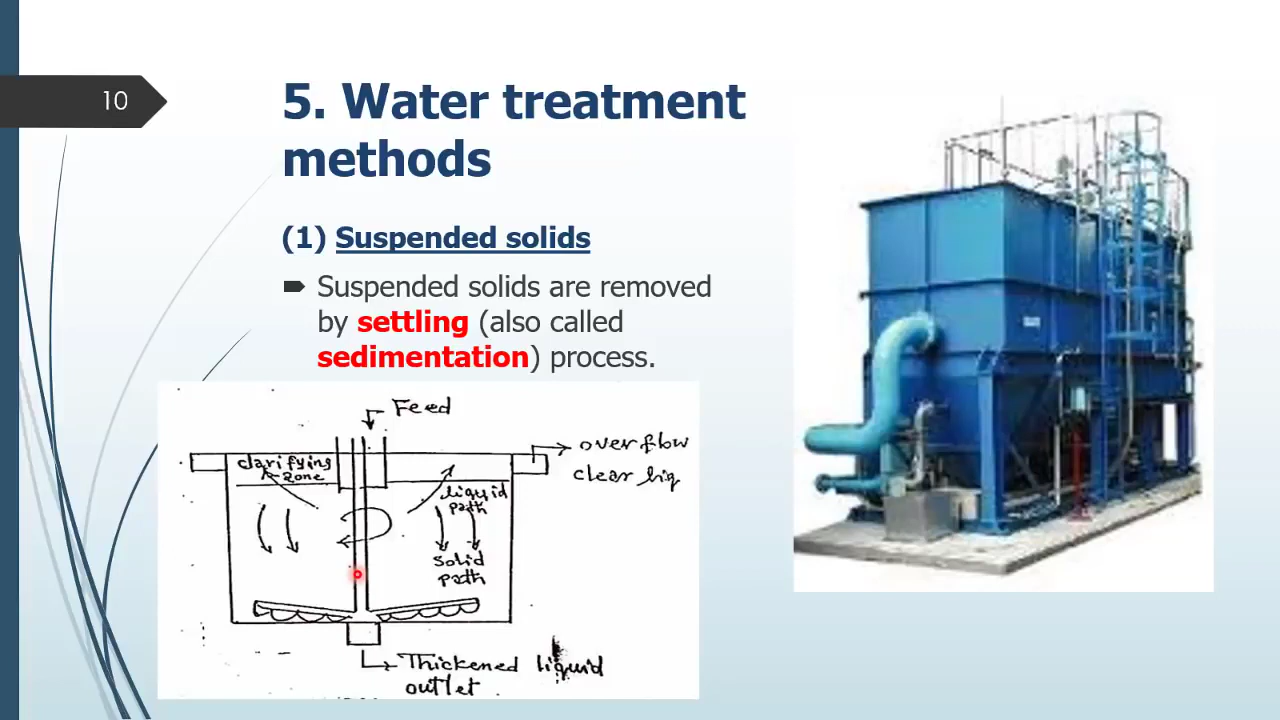 10
5. Water treatment
methods
(1) Suspended solids
Suspended solids are removed
by settling (also called
sedimentation) process.
Feed
overflow
clear liq
clarifying
zone
liquid
path
solid
path
Thickened liquid
outlet